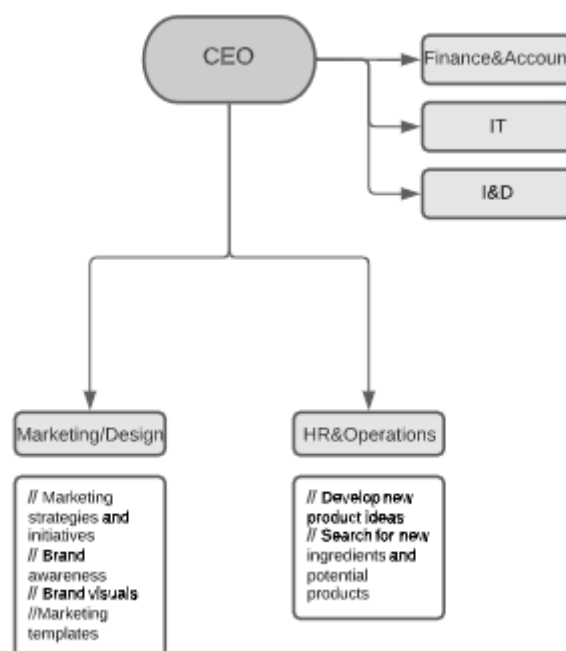 CEO
Finance&Accoun
IT
I&D
Marketing/Design
HR&Operations
// Marketing
strategies and
initiatives
// Brand
awareness
// Brand visuals
//Marketing
templates
// Develop new
product ideas
// Search for new
ingredients and
potential
products